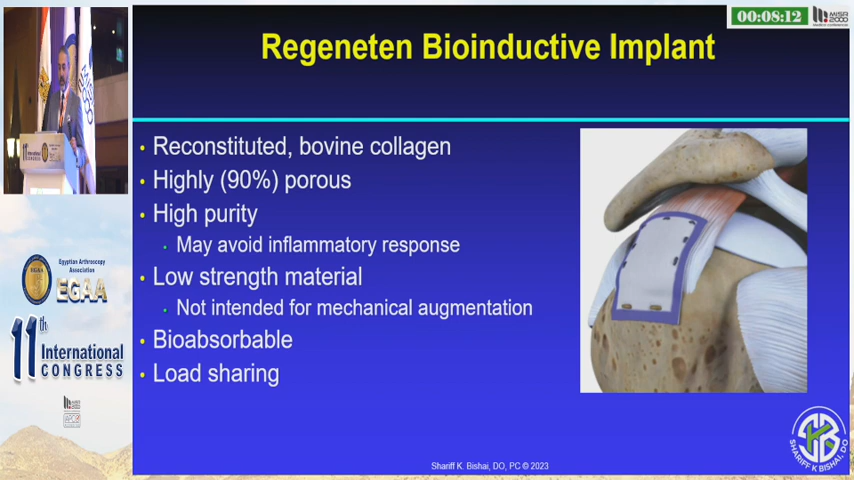 00:08:12
MISR
2000
Regeneten Bioinductive Implant
Reconstituted, bovine collagen
Highly (90%) porous
High purity
May avoid inflammatory response
Low strength material
Not intended for mechanical augmentation
Bioabsorbable
Load sharing
Egyptian Arthroscopy
Association
EGAA
11th
International
CONGRESS
Shariff K. Bishai, DO, PC © 2023
SHARIFF K BISHAI, DO